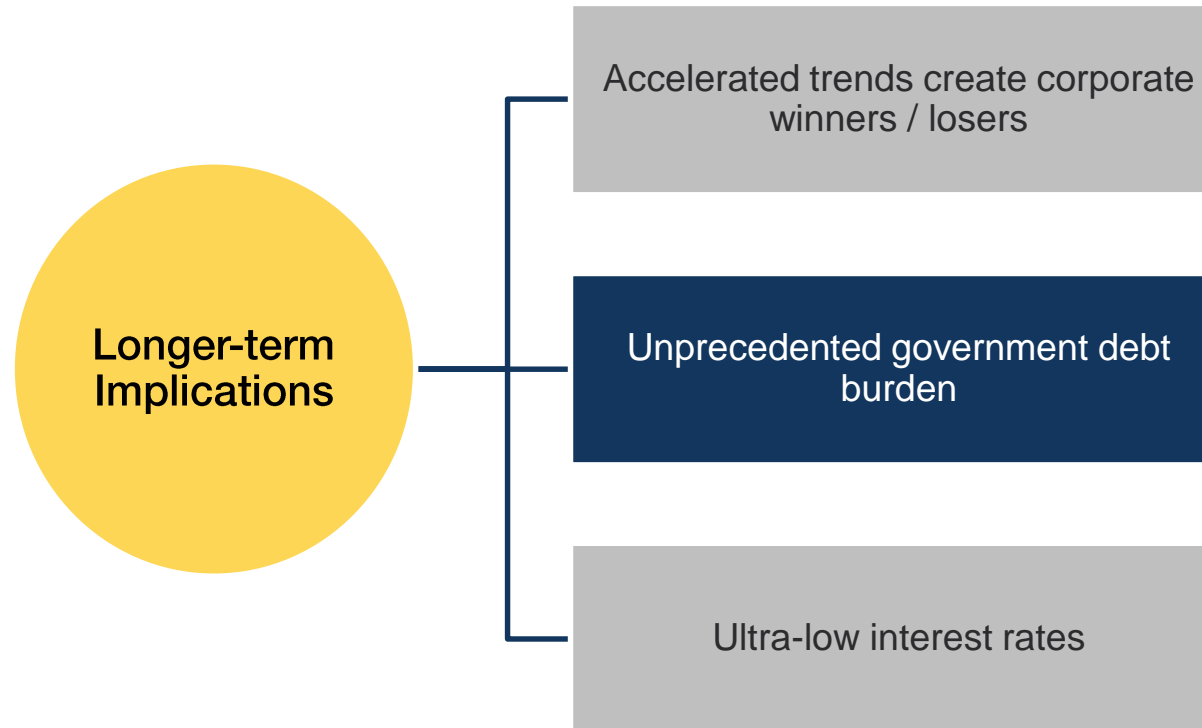 Accelerated trends create corporate
winners / losers
Longer-term
Implications
Unprecedented government debt
burden
Ultra-low interest rates